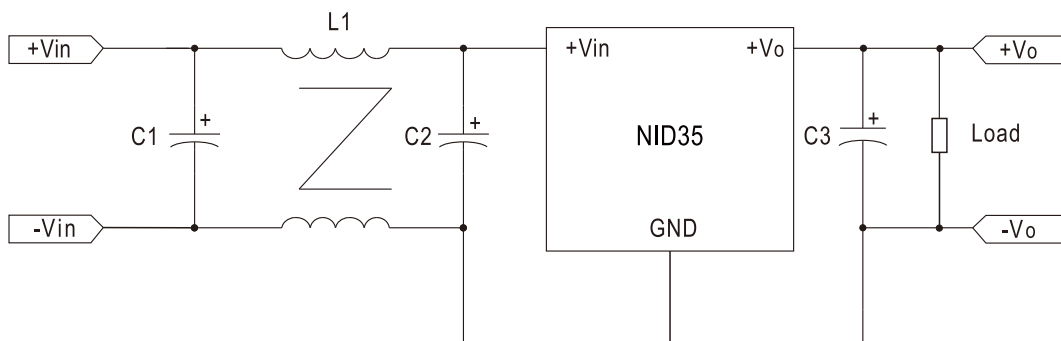 L1
+Vin
+Vin
+Vo
+Vo
C1
+
C2
+
NID35
C3
+
Load
-Vin
GND
-Vo